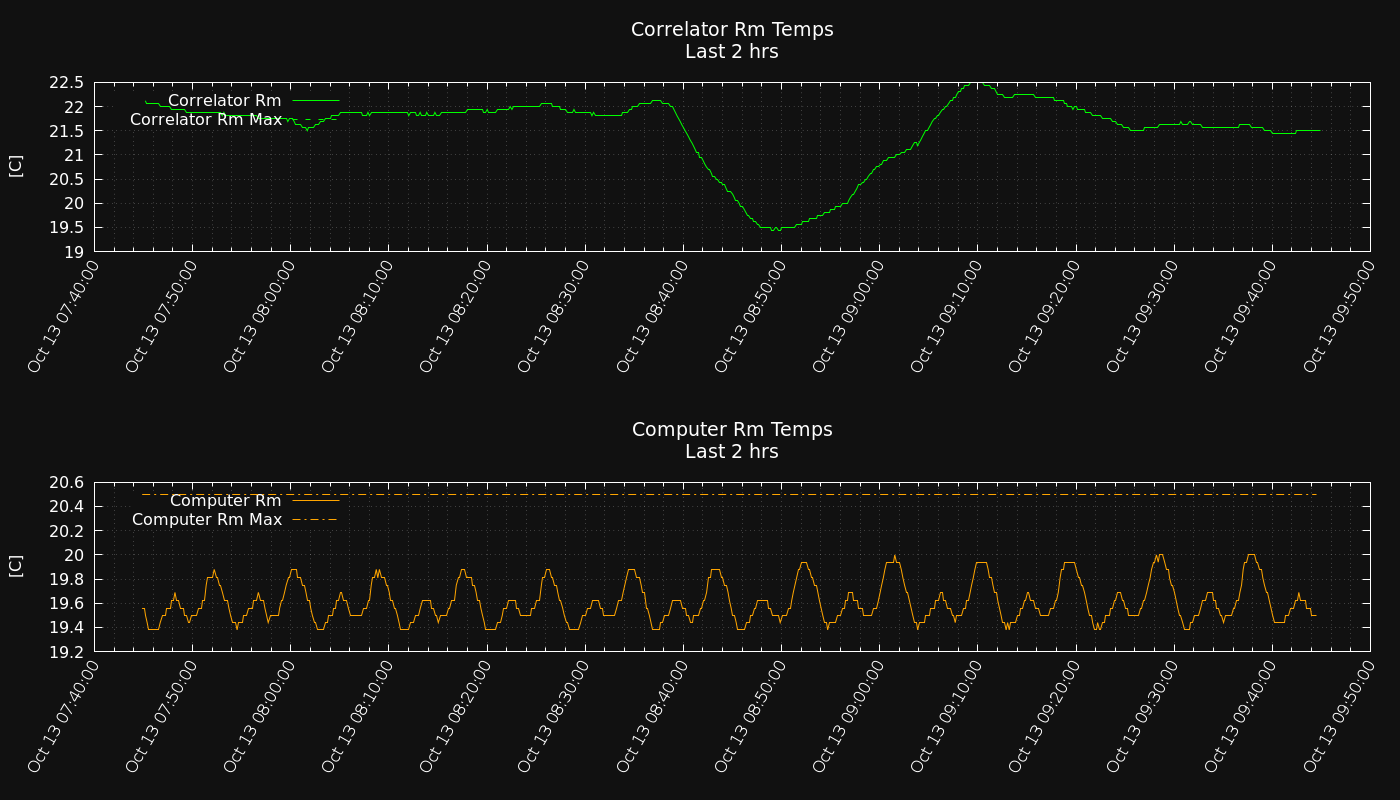 Correlator Rm Temps
Last 2 hrs
22.5
22
21.5
21
20.5
20
19.5
19
[C]
Correlator Rm
Correlator Rm Max
Oct 13 07:40:00
Oct 13 07:50:00
Oct 13 08:00:00
Oct 13 08:10:00
Oct 13 08:20:00
Oct 13 08:30:00
Oct 13 08:40:00
Oct 13 08:50:00
Oct 13 09:00:00
Oct 13 09:10:00
Oct 13 09:20:00
Oct 13 09:30:00
Oct 13 09:40:00
Oct 13 09:50:00
Computer Rm Temps
Last 2 hrs
20.6
20.4
20.2
20
19.8
19.6
19.4
19.2
[C]
Computer Rm
Computer Rm Max
Oct 13 07:40:00
Oct 13 07:50:00
Oct 13 08:00:00
Oct 13 08:10:00
Oct 13 08:20:00
Oct 13 08:30:00
Oct 13 08:40:00
Oct 13 08:50:00
Oct 13 09:00:00
Oct 13 09:10:00
Oct 13 09:20:00
Oct 13 09:30:00
Oct 13 09:40:00
Oct 13 09:50:00